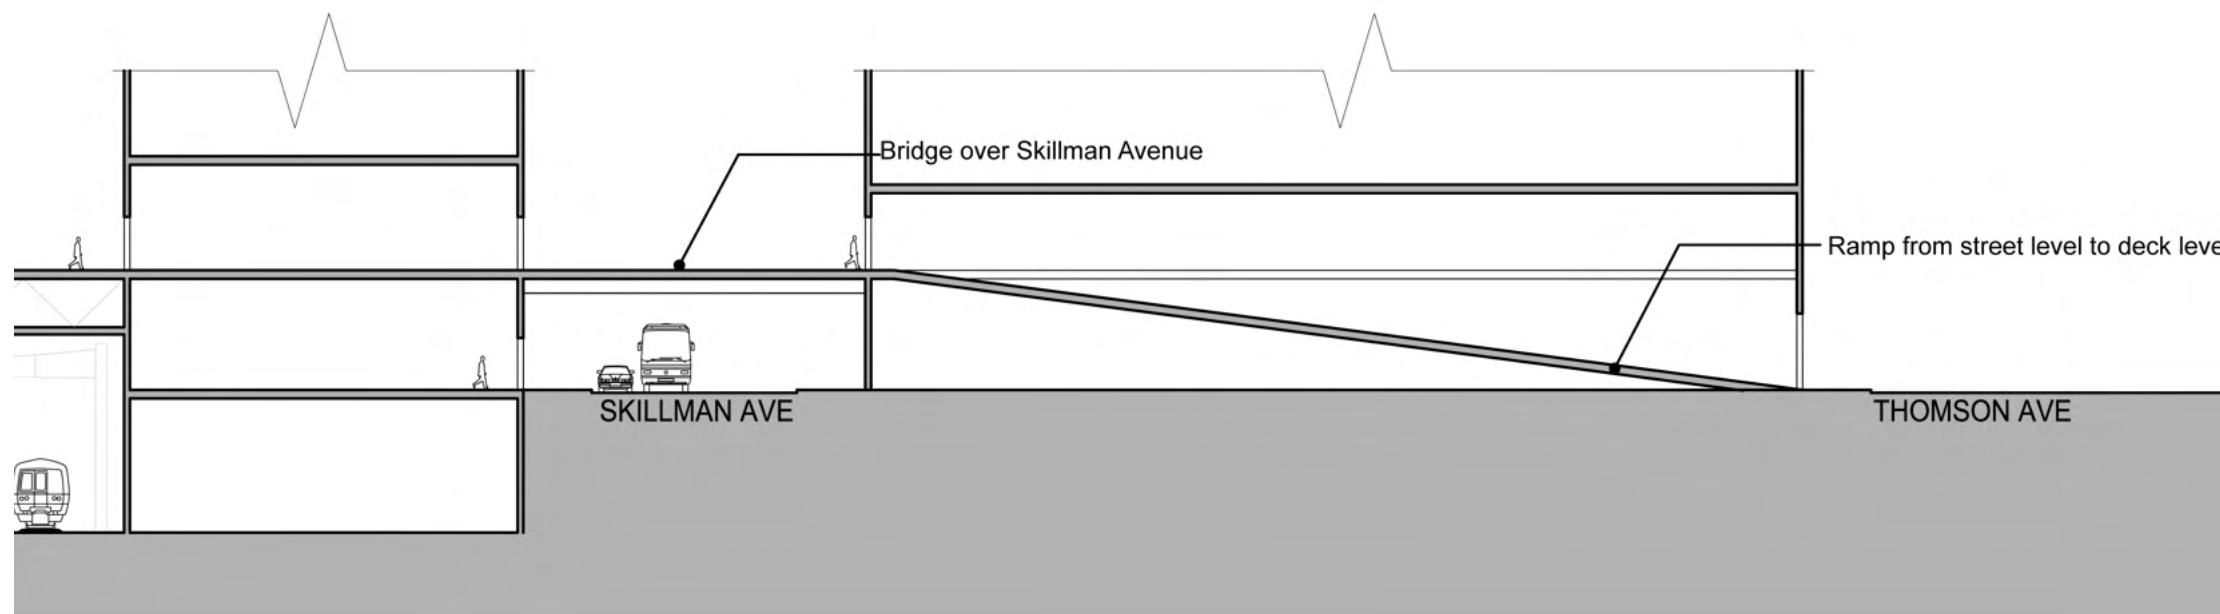 Bridge over Skillman Avenue
Ramp from street level to deck leve
SKILLMAN AVE
THOMSON AVE